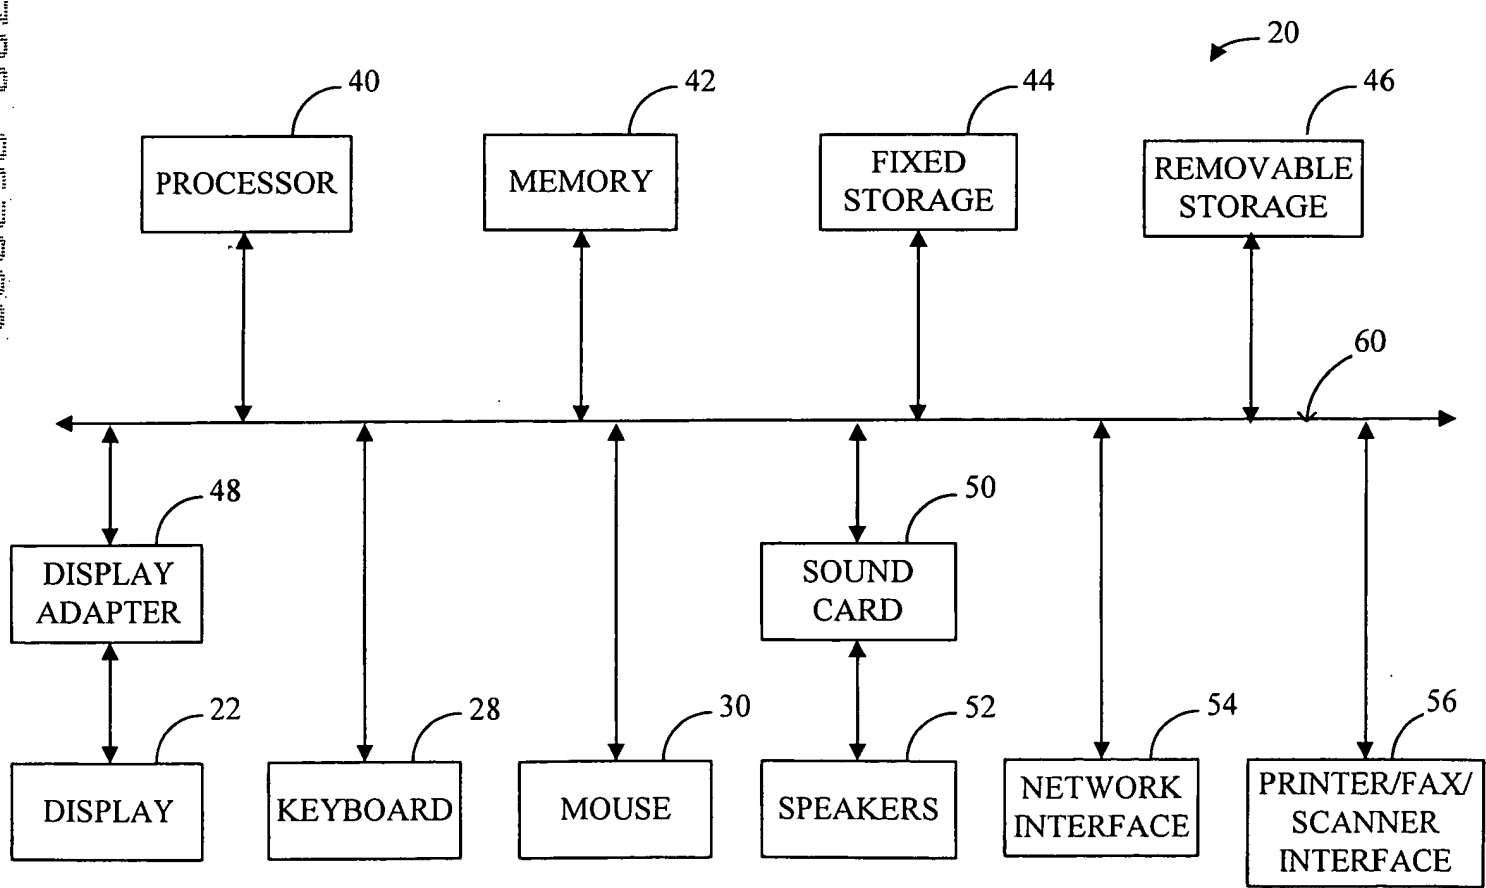 20
40
42
44
46
PROCESSOR
MEMORY
FIXED
STORAGE
REMOVABLE
STORAGE
60
48
50
DISPLAY
ADAPTER
SOUND
CARD
22
28
30
52
54
56
DISPLAY
KEYBOARD
MOUSE
SPEAKERS
NETWORK
INTERFACE
PRINTER/FAX/
SCANNER
INTERFACE